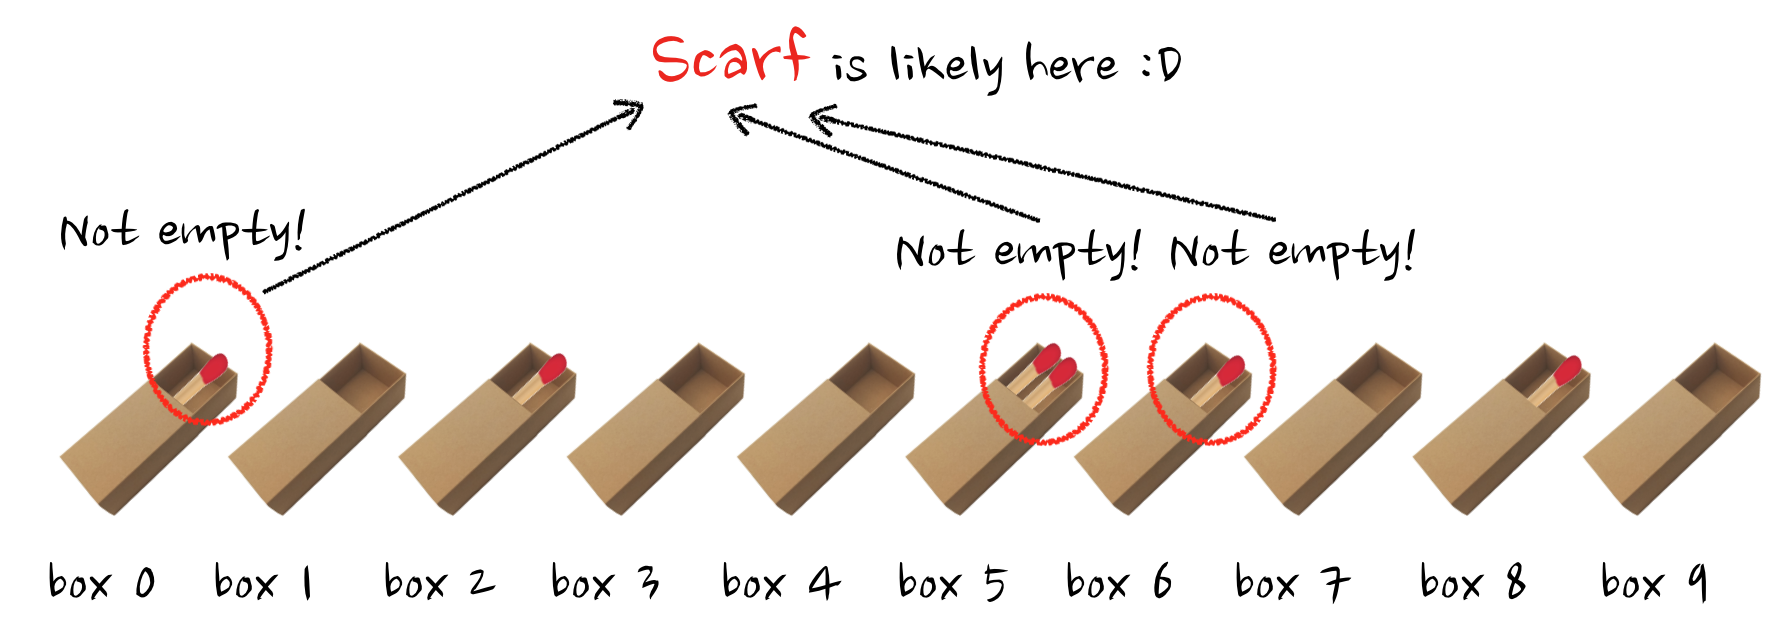 Scarf is likely here :D
Not empty!
Not empty! Not empty!
box 0 box 1 box 2 box 3 box 4 box 5 box 6 box 7 box 8 box 9